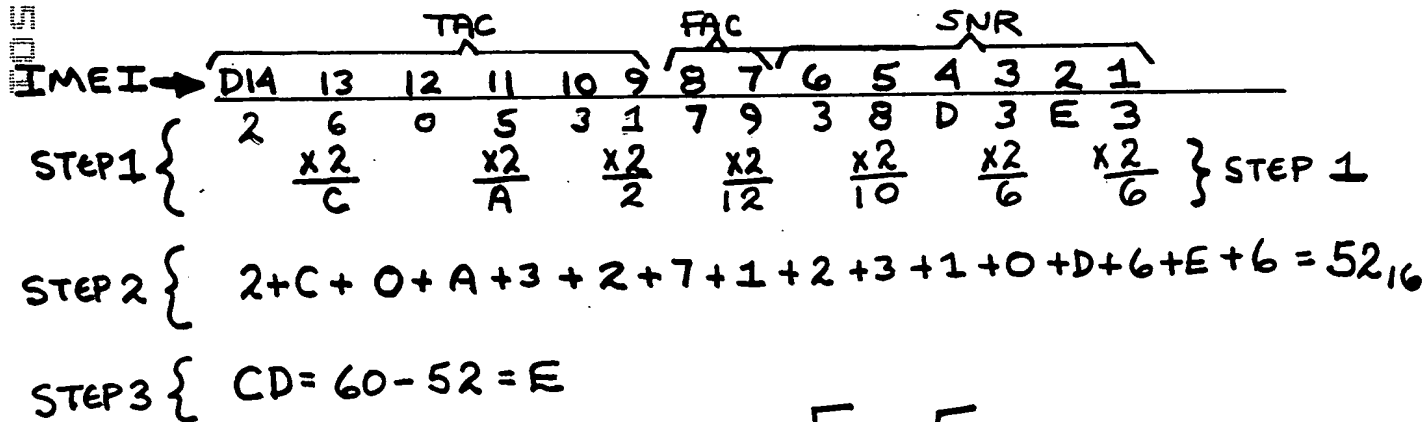 TAC FAC SNR
IMEI → D14 13 12 11 10 9 8 7 6 5 4 3 2 1
2 6 0 5 3 1 7 9 3 8 D 3 E 3
STEP1 { X2 X2 X2 X2 X2 X2 X2 } STEP 1
C A 2 12 10 6 6
STEP 2 { 2+C+ 0+ A+3 + 2+7+1+2+3+1+0+D+6+E+6 = 52₁₆
STEP3 { CD= 60-52 = E